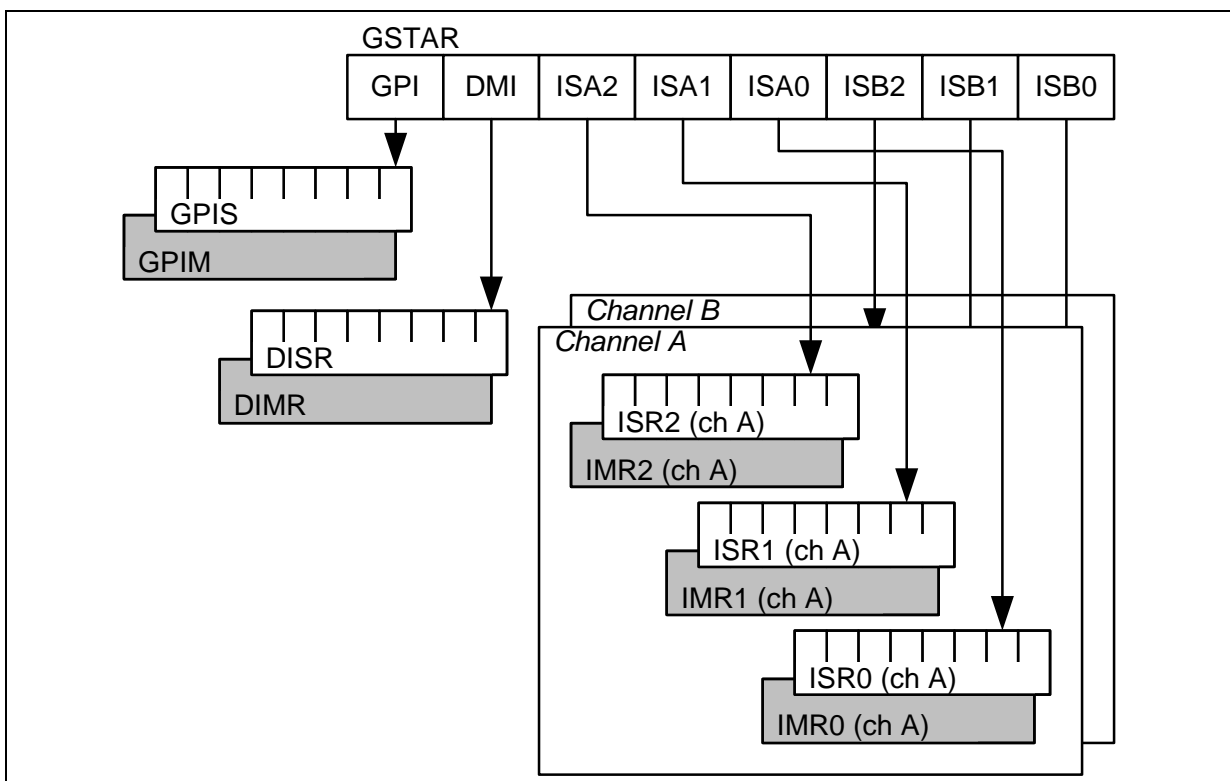 GSTAR
GPI DMI ISA2 ISA1 ISA0 ISB2 ISB1 ISB0
GPIS
GPIM
Channel B
Channel A
DISR
DIMR
ISR2 (ch A)
IMR2 (ch A)
ISR1 (ch A)
IMR1 (ch A)
ISR0 (ch A)
IMR0 (ch A)